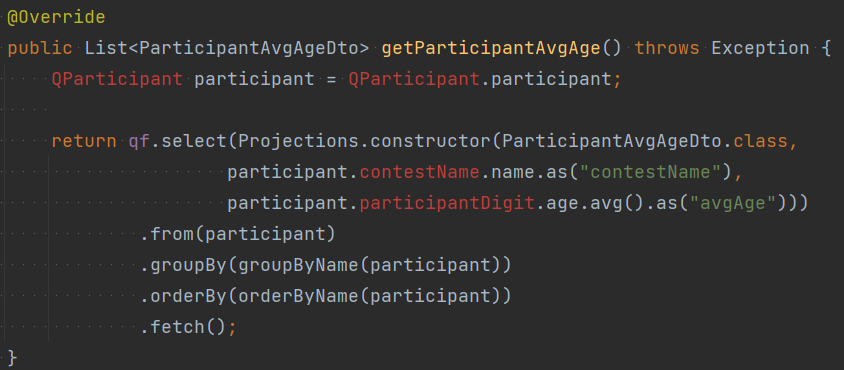 @Override
public List<ParticipantAvgAgeDto> getParticipantAvgAge() throws Exception {
    QParticipant participant = QParticipant.participant;

    return qf.select(Projections.constructor(ParticipantAvgAgeDto.class,
                    participant.contestName.name.as("contestName"),
                    participant.participantDigit.age.avg().as("avgAge")))
            .from(participant)
            .groupBy(groupByName(participant))
            .orderBy(orderByName(participant))
            .fetch();
}